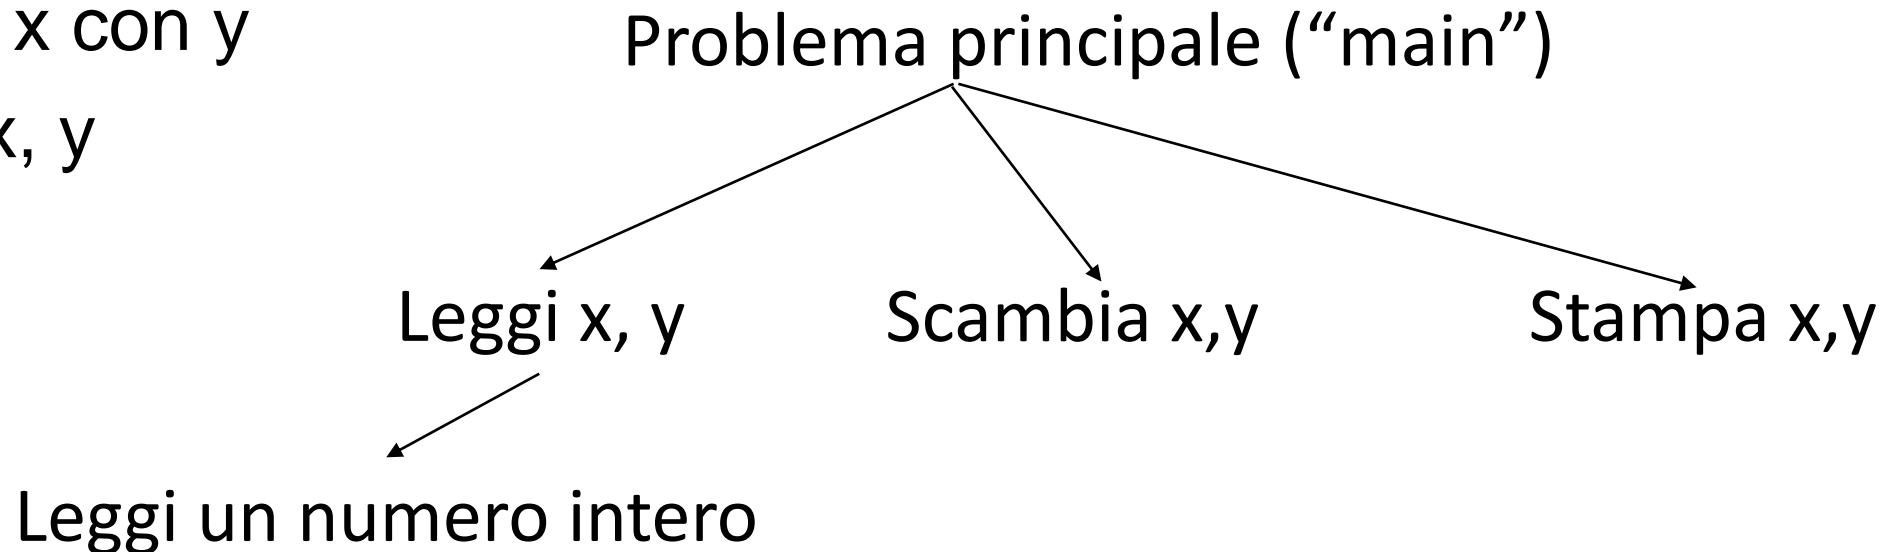 x con y
x, y
Problema principale (“main”)
Leggi x, y
Scambia x,y
Stampa x,y
Leggi un numero intero